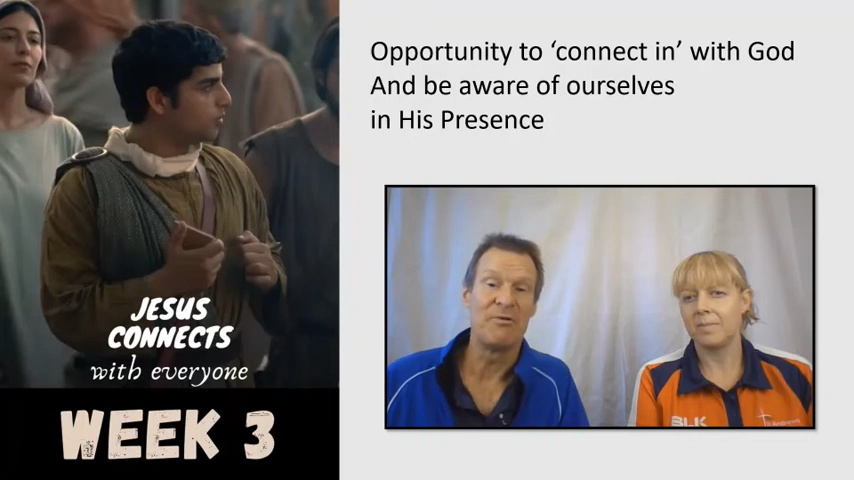 Opportunity to ‘connect in’ with God
And be aware of ourselves
in His Presence
JESUS
CONNECTS
with everyone
WEEK 3
BLK